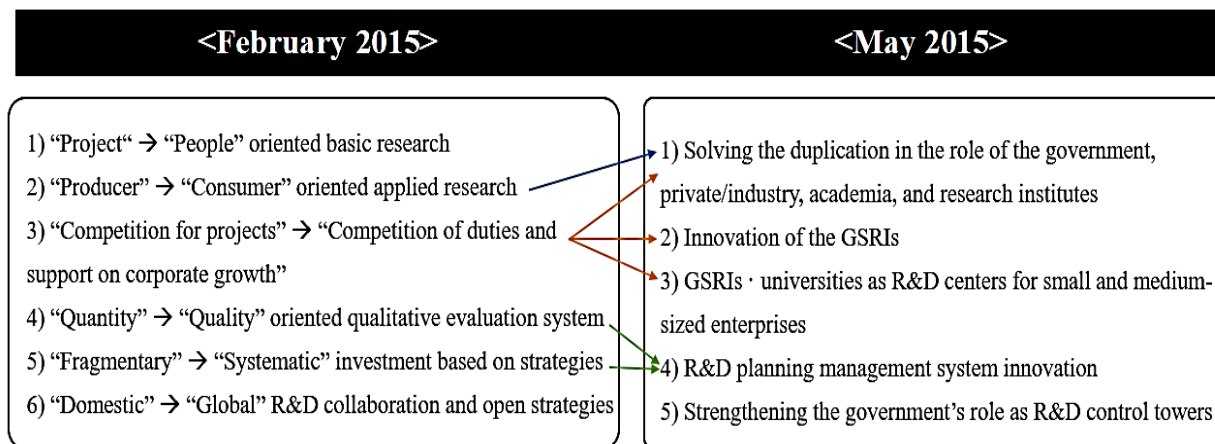 <February 2015>
<May 2015>
1) “Project“ → “People” oriented basic research
2) “Producer” → “Consumer” oriented applied research
3) “Competition for projects” → “Competition of duties and
support on corporate growth”
4) “Quantity” → “Quality” oriented qualitative evaluation system
5) “Fragmentary” → “Systematic” investment based on strategies
6) “Domestic” → “Global” R&D collaboration and open strategies
1) Solving the duplication in the role of the government,
private/industry, academia, and research institutes
2) Innovation of the GSRIs
3) GSRIs · universities as R&D centers for small and medium-
sized enterprises
4) R&D planning management system innovation
5) Strengthening the government’s role as R&D control towers